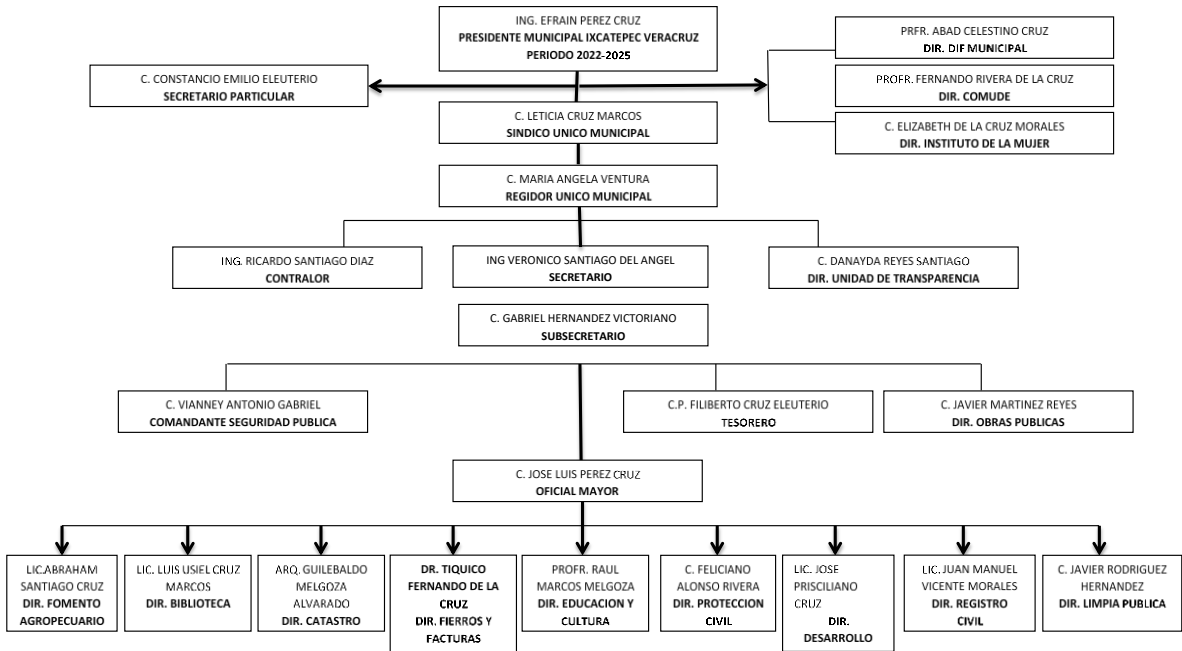 ING. EFRAIN PEREZ CRUZ
PRESIDENTE MUNICIPAL IXCATEPEC VERACRUZ
PERIODO 2022-2025
PRFR. ABAD CELESTINO CRUZ
DIR. DIF MUNICIPAL
C. CONSTANCIO EMILIO ELEUTERIO
SECRETARIO PARTICULAR
PROFR. FERNANDO RIVERA DE LA CRUZ
DIR. COMUDE
C. LETICIA CRUZ MARCOS
SINDICO UNICO MUNICIPAL
C. ELIZABETH DE LA CRUZ MORALES
DIR. INSTITUTO DE LA MUJER
C. MARIA ANGELA VENTURA
REGIDOR UNICO MUNICIPAL
ING. RICARDO SANTIAGO DIAZ
CONTRALOR
ING VERONICO SANTIAGO DEL ANGEL
SECRETARIO
C. DANAYDA REYES SANTIAGO
DIR. UNIDAD DE TRANSPARENCIA
C. GABRIEL HERNANDEZ VICTORIANO
SUBSECRETARIO
C. VIANNEY ANTONIO GABRIEL
COMANDANTE SEGURIDAD PUBLICA
C.P. FILIBERTO CRUZ ELEUTERIO
TESORERO
C. JAVIER MARTINEZ REYES
DIR. OBRAS PUBLICAS
C. JOSE LUIS PEREZ CRUZ
OFICIAL MAYOR
LIC.ABRAHAM
SANTIAGO CRUZ
DIR. FOMENTO
AGROPECUARIO
LIC. LUIS USIEL CRUZ
MARCOS
DIR. BIBLIOTECA
ARQ. GUILEBALDO
MELGOZA
ALVARADO
DIR. CATASTRO
DR. TIQUICO
FERNANDO DE LA
CRUZ
DIR. FIERROS Y
FACTURAS
PROFR. RAUL
MARCOS MELGOZA
DIR. EDUCACION Y
CULTURA
C. FELICIANO
ALONSO RIVERA
DIR. PROTECCION
CIVIL
LIC. JOSE
PRISCILIANO
CRUZ
DIR.
DESARROLLO
LIC. JUAN MANUEL
VICENTE MORALES
DIR. REGISTRO
CIVIL
C. JAVIER RODRIGUEZ
HERNANDEZ
DIR. LIMPIA PUBLICA